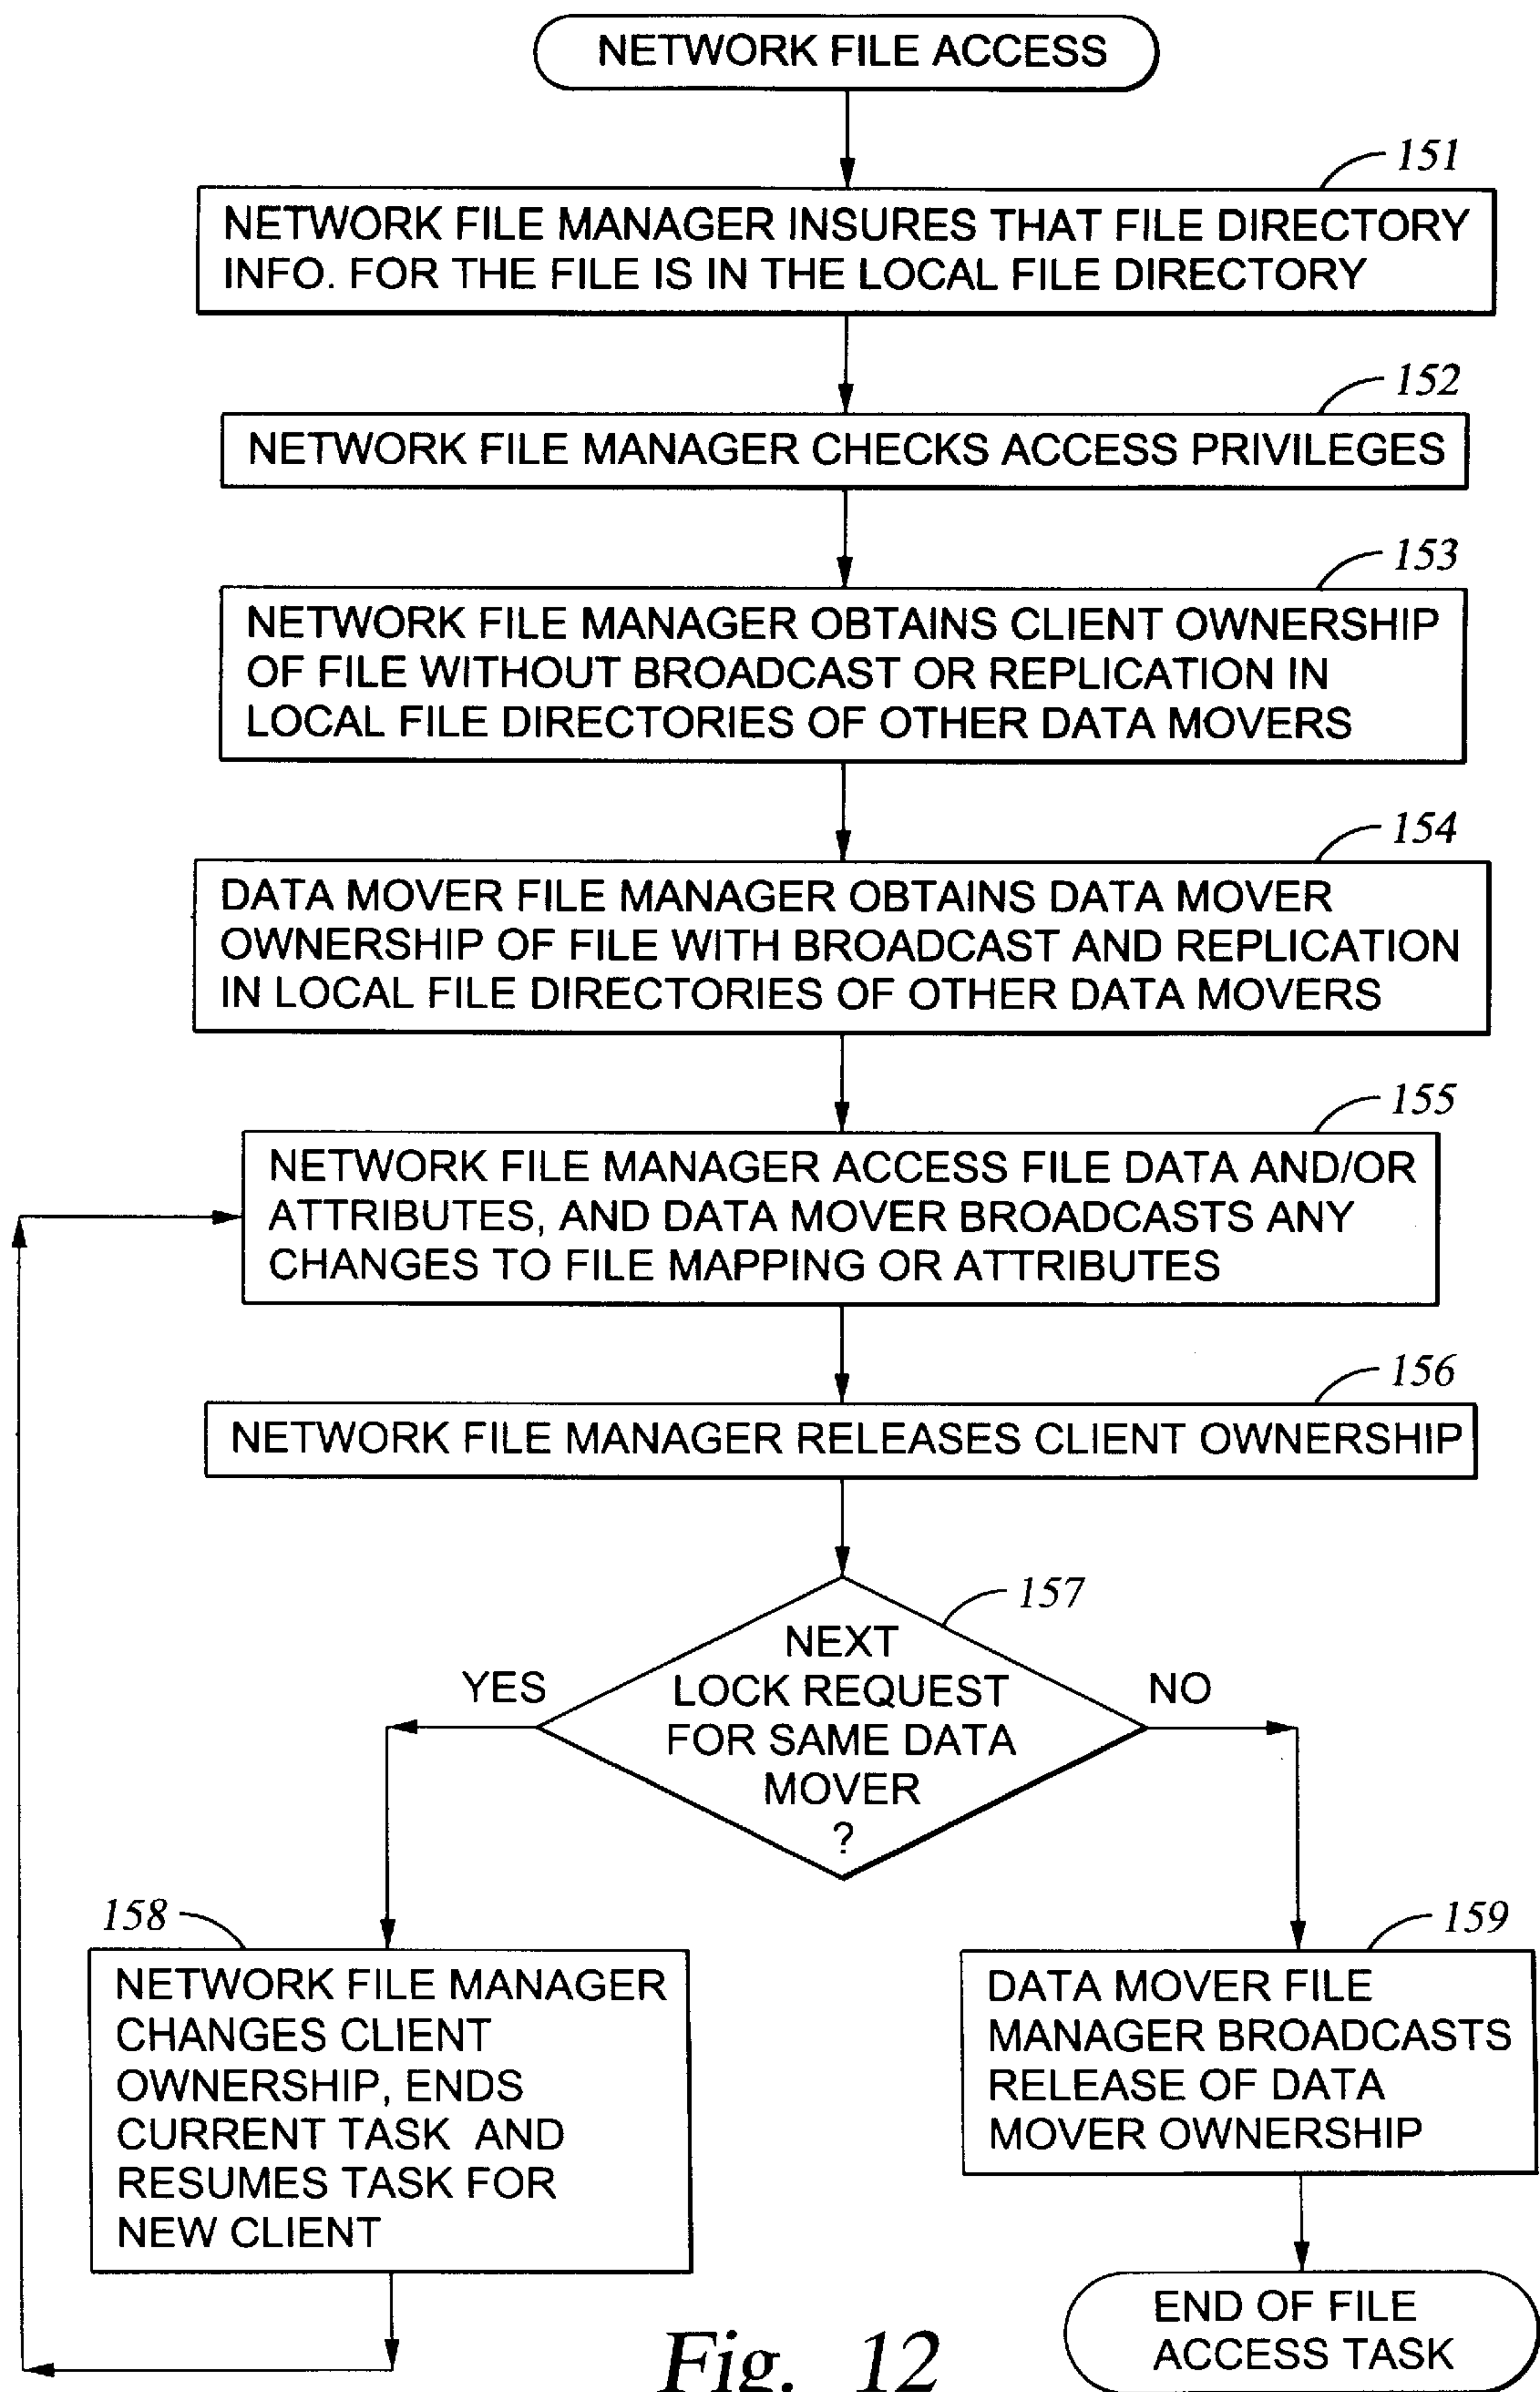 NETWORK FILE ACCESS
151
NETWORK FILE MANAGER INSURES THAT FILE DIRECTORY
INFO. FOR THE FILE IS IN THE LOCAL FILE DIRECTORY
152
NETWORK FILE MANAGER CHECKS ACCESS PRIVILEGES
153
NETWORK FILE MANAGER OBTAINS CLIENT OWNERSHIP
OF FILE WITHOUT BROADCAST OR REPLICATION IN
LOCAL FILE DIRECTORIES OF OTHER DATA MOVERS
154
DATA MOVER FILE MANAGER OBTAINS DATA MOVER
OWNERSHIP OF FILE WITH BROADCAST AND REPLICATION
IN LOCAL FILE DIRECTORIES OF OTHER DATA MOVERS
155
NETWORK FILE MANAGER ACCESS FILE DATA AND/OR
ATTRIBUTES, AND DATA MOVER BROADCASTS ANY
CHANGES TO FILE MAPPING OR ATTRIBUTES
156
NETWORK FILE MANAGER RELEASES CLIENT OWNERSHIP
157
NEXT
LOCK REQUEST
FOR SAME DATA
MOVER
?
YES
NO
158
NETWORK FILE MANAGER
CHANGES CLIENT
OWNERSHIP, ENDS
CURRENT TASK AND
RESUMES TASK FOR
NEW CLIENT
159
DATA MOVER FILE
MANAGER BROADCASTS
RELEASE OF DATA
MOVER OWNERSHIP
END OF FILE
ACCESS TASK
Fig. 12